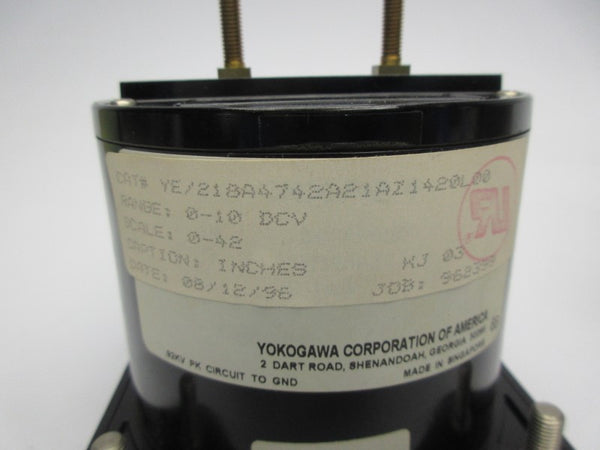 CAT# YE/218A4742A21AZ1420L00
RANGE: 0-10 DCV
SCALE: 0-42
CAPTION: INCHES KJ 03
DATE: 08/12/96 JOB:
YOKOGAWA CORPORATION OF AMERICA
2 DART ROAD, SHENANDOAH, GEORGIA
MADE IN SINGAPORE
PK CIRCUIT TO GND